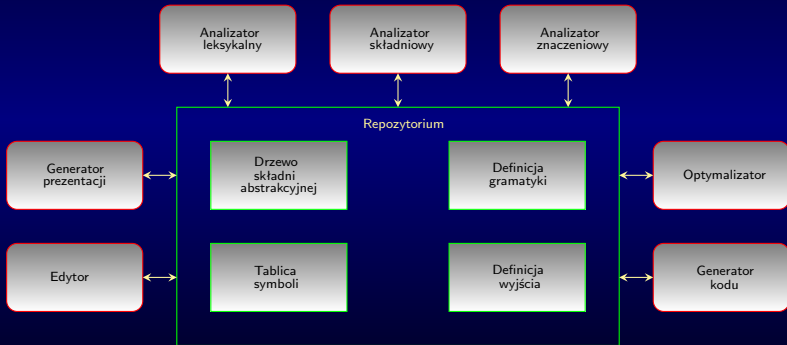 Analizator
leksykalny
Analizator
składniowy
Analizator
znaczeniowy
Repozytorium
Generator
prezentacji
Drzewo
składni
abstrakcyjnej
Definicja
gramatyki
Optymalizator
Edytor
Tablica
symboli
Definicja
wyjścia
Generator
kodu